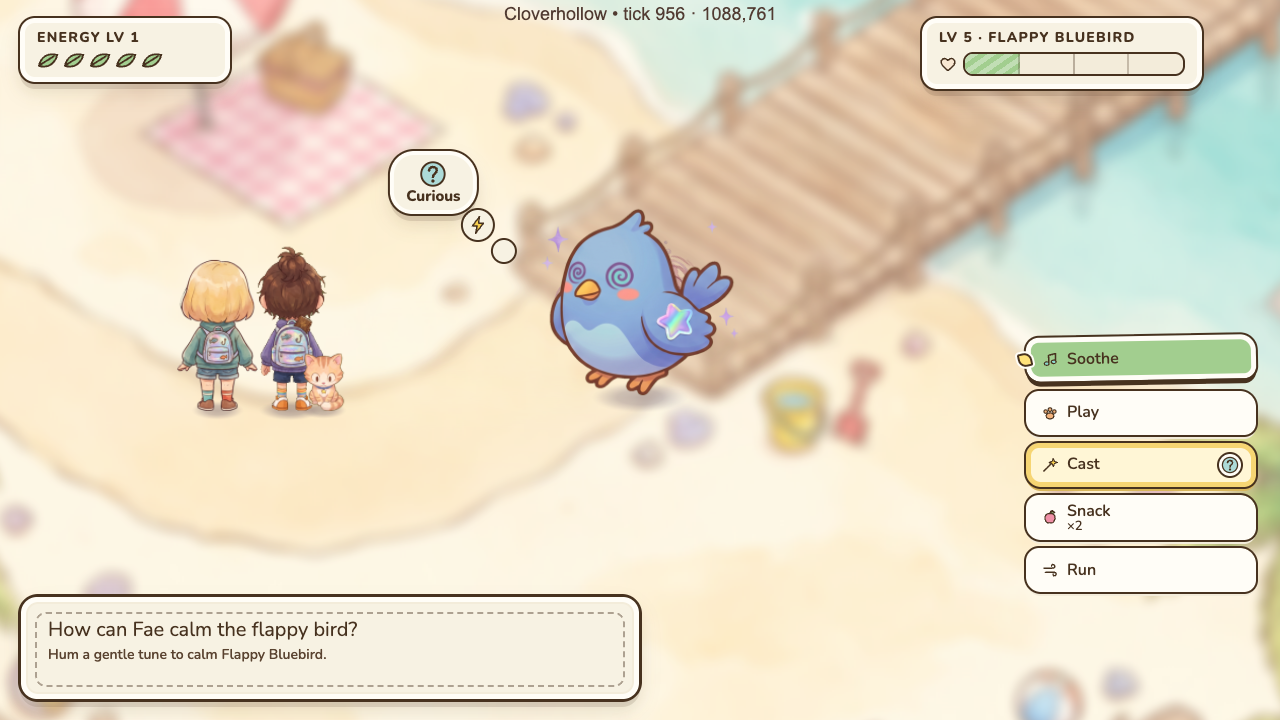 Cloverhollow • tick 956 · 1088,761
ENERGY LV 1
LV 5 · FLAPPY BLUEBIRD
Curious
Soothe
Play
Cast
Snack
×2
Run
How can Fae calm the flappy bird?
Hum a gentle tune to calm Flappy Bluebird.